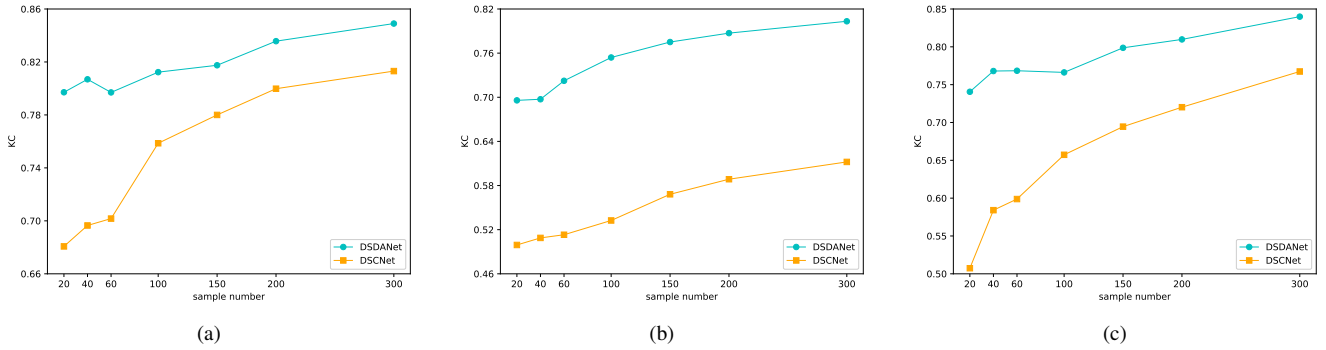 0.86
0.82
0.78
0.74
0.70
0.66
KC
20 40 60 100 150 200 300
sample number
DSDANet
DSCNet
(a)
0.82
0.76
0.70
0.64
0.58
0.52
0.46
KC
20 40 60 100 150 200 300
sample number
DSDANet
DSCNet
(b)
0.85
0.80
0.75
0.70
0.65
0.60
0.55
0.50
KC
20 40 60 100 150 200 300
sample number
DSDANet
DSCNet
(c)